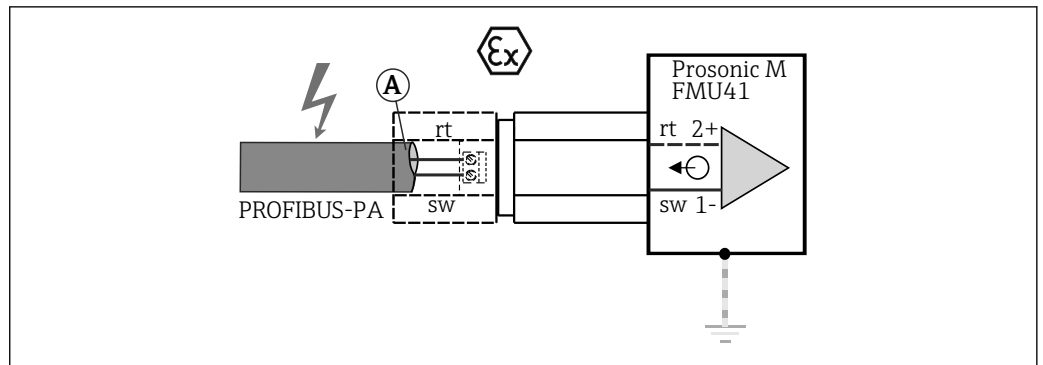 Ex
Prosonic M
FMU41
A
rt
rt 2+
PROFIBUS-PA
sw
sw 1-